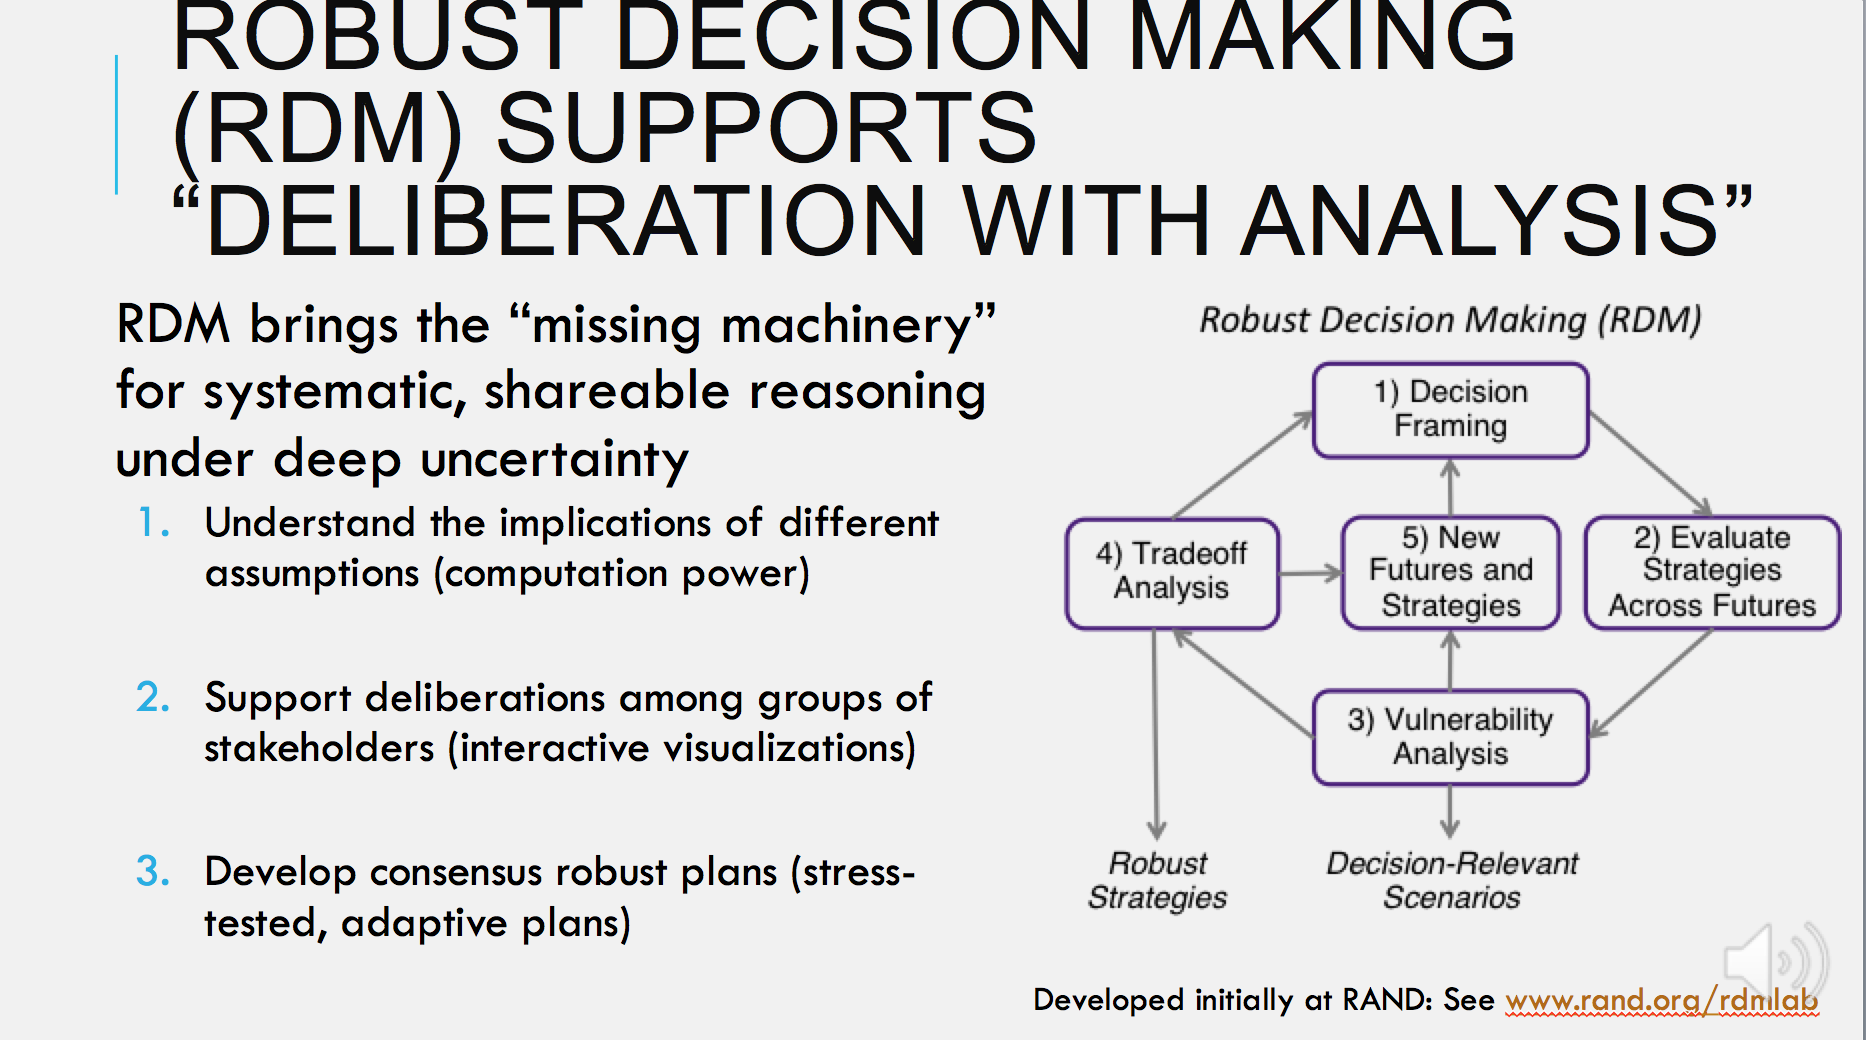 ROBUST DECISION MAKING
(RDM) SUPPORTS
“DELIBERATION WITH ANALYSIS”
RDM brings the “missing machinery”
for systematic, shareable reasoning
under deep uncertainty
1. Understand the implications of different
assumptions (computation power)
2. Support deliberations among groups of
stakeholders (interactive visualizations)
3. Develop consensus robust plans (stress-
tested, adaptive plans)
Robust Decision Making (RDM)
1) Decision
Framing
4) Tradeoff
Analysis
5) New
Futures and
Strategies
2) Evaluate
Strategies
Across Futures
3) Vulnerability
Analysis
Robust
Strategies
Decision-Relevant
Scenarios
Developed initially at RAND: See www.rand.org/rdmlab